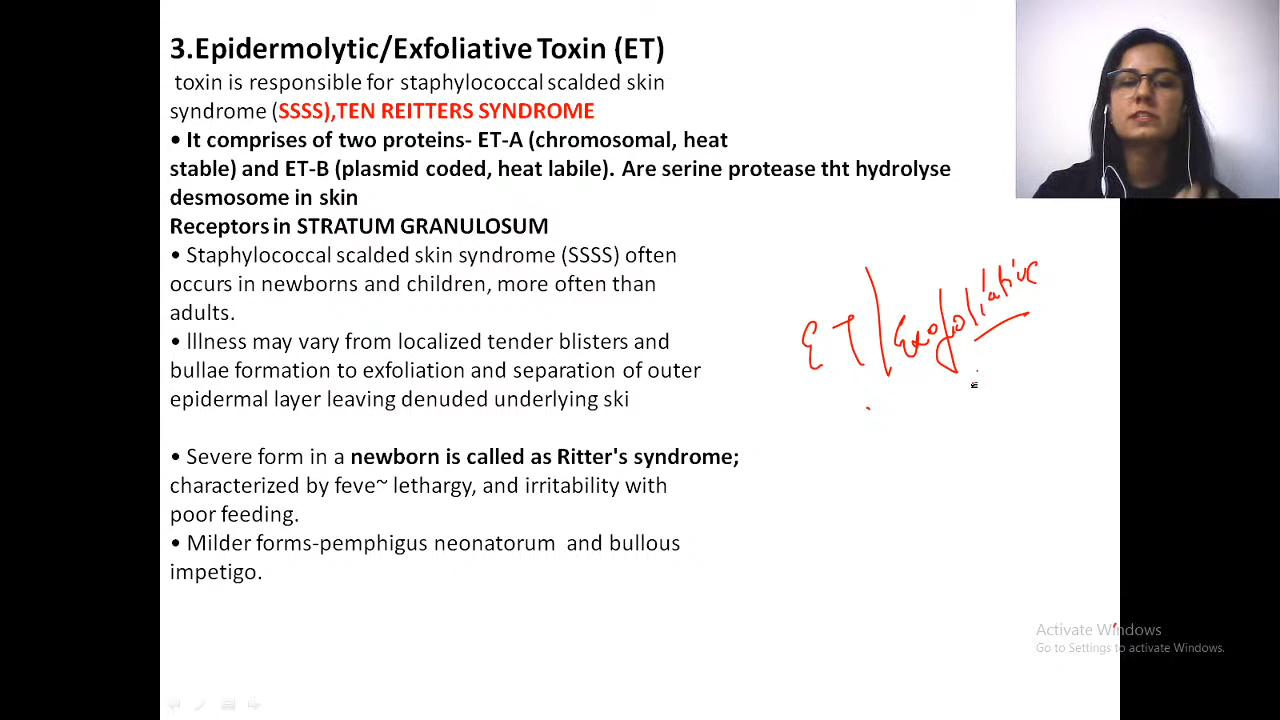 3.Epidermolytic/Exfoliative Toxin (ET)
toxin is responsible for staphylococcal scalded skin
syndrome (SSSS),TEN REITTERS SYNDROME
• It comprises of two proteins- ET-A (chromosomal, heat
stable) and ET-B (plasmid coded, heat labile). Are serine protease tht hydrolyse
desmosome in skin
Receptors in STRATUM GRANULOSUM
• Staphylococcal scalded skin syndrome (SSSS) often
occurs in newborns and children, more often than
adults.
• lllness may vary from localized tender blisters and
bullae formation to exfoliation and separation of outer
epidermal layer leaving denuded underlying ski
• Severe form in a newborn is called as Ritter's syndrome;
characterized by feve~ lethargy, and irritability with
poor feeding.
• Milder forms-pemphigus neonatorum and bullous
impetigo.
ET Exofoliative
Activate Windows
Go to Settings to activate Windows.